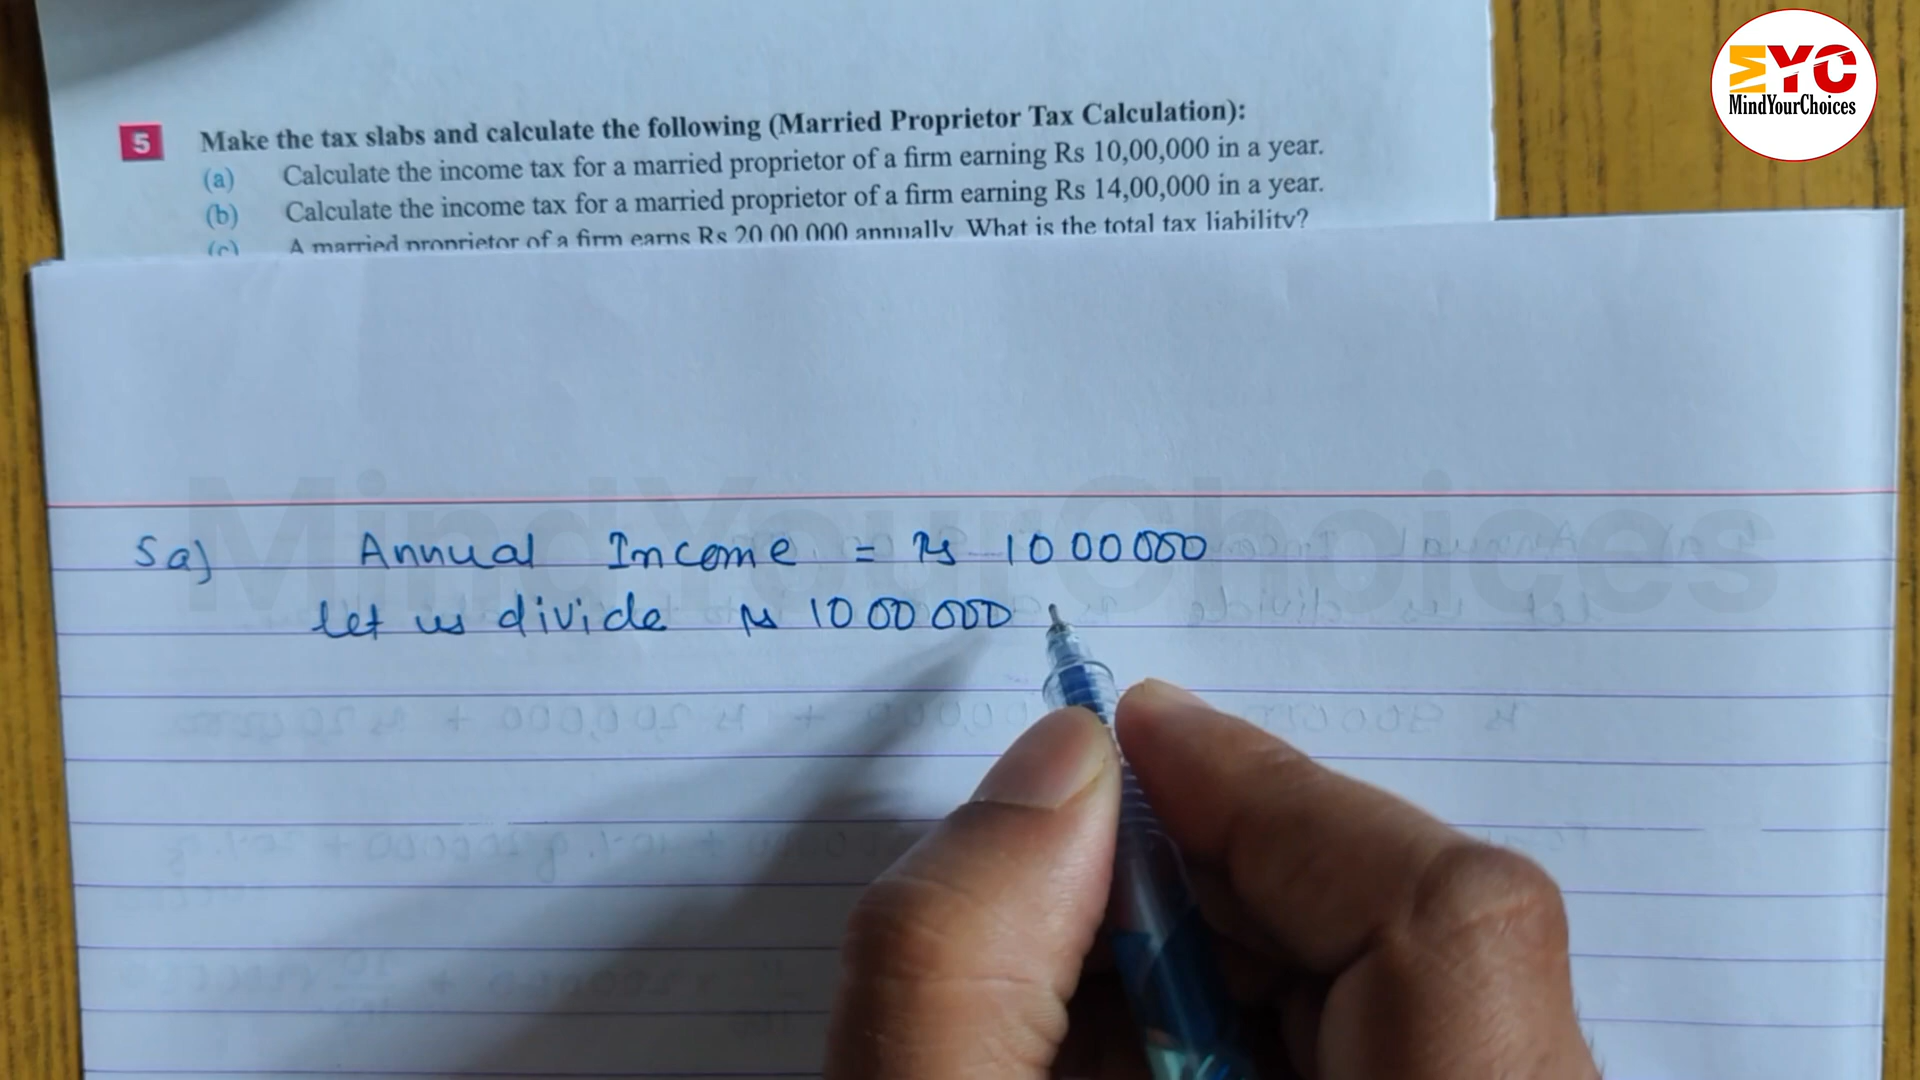 MYC
MindYourChoices
5 Make the tax slabs and calculate the following (Married Proprietor Tax Calculation):
(a) Calculate the income tax for a married proprietor of a firm earning Rs 10,00,000 in a year.
(b) Calculate the income tax for a married proprietor of a firm earning Rs 14,00,000 in a year.
(c) A married proprietor of a firm earns Rs 20,00,000 annually. What is the total tax liability?
MindYourChoices
5a) Annual Income = Rs 1000000
let us divide Rs 1000000